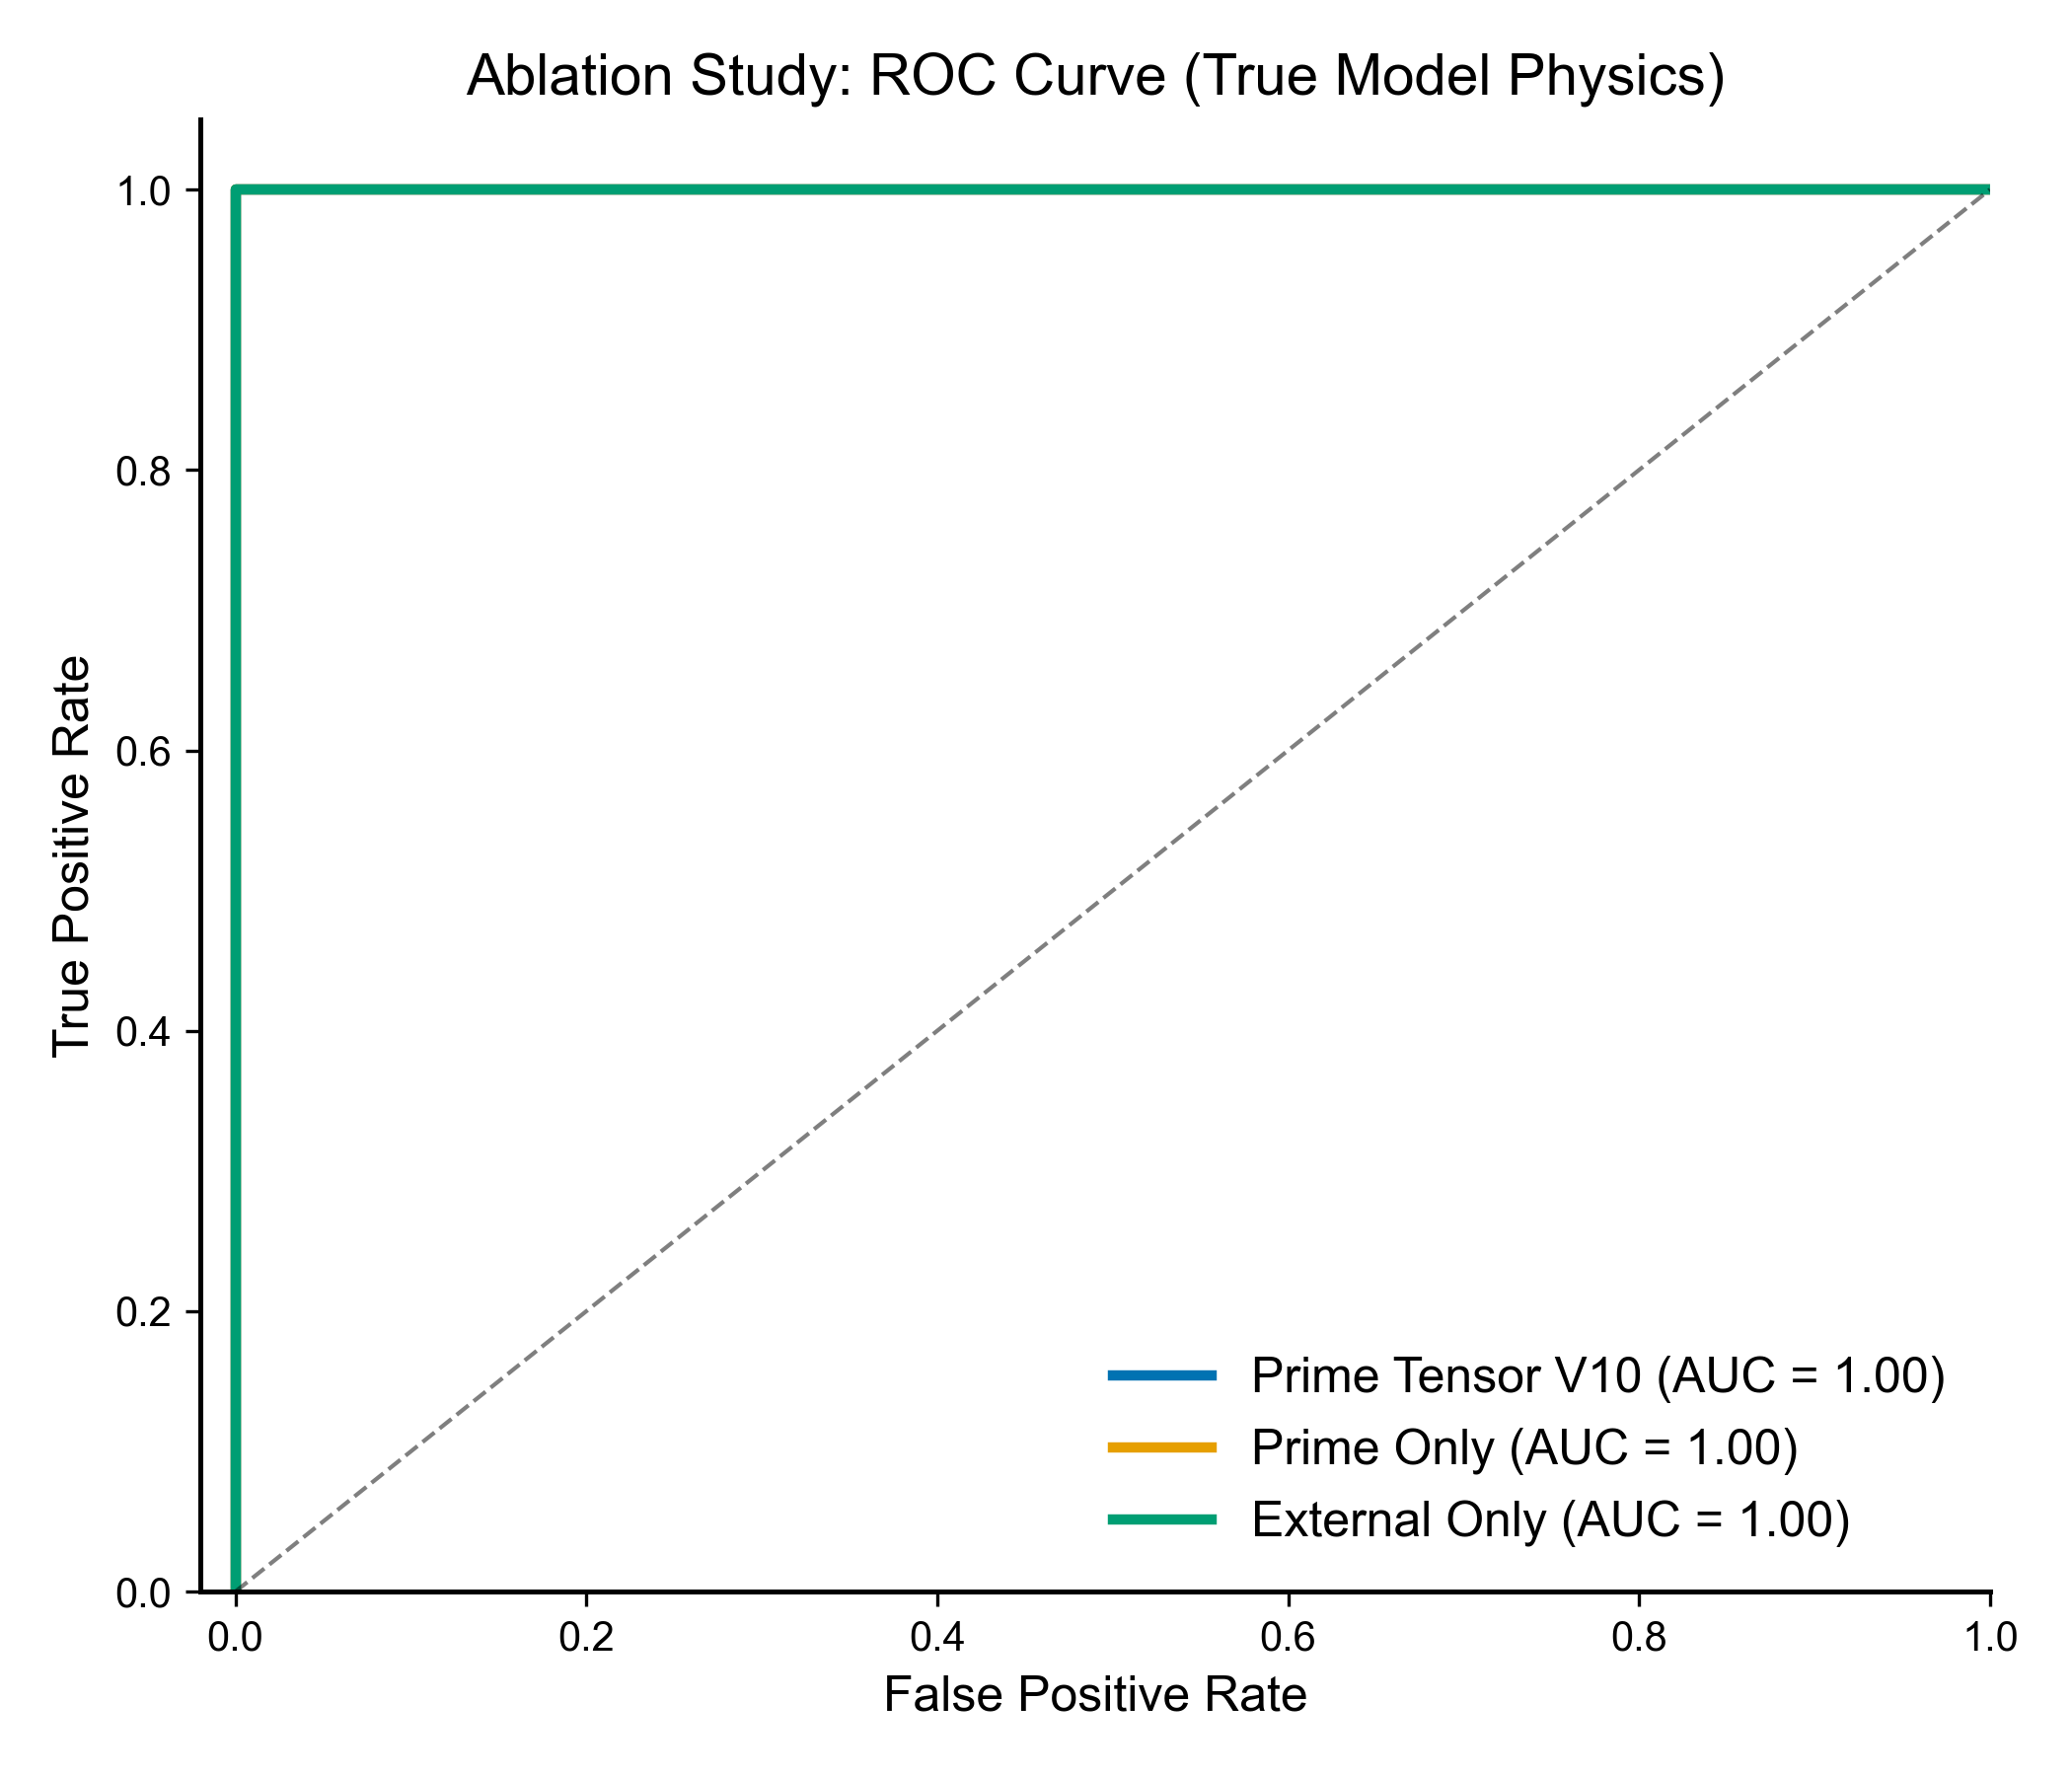 Ablation Study: ROC Curve (True Model Physics)
True Positive Rate
1.0
0.8
0.6
0.4
0.2
0.0
Prime Tensor V10 (AUC = 1.00)
Prime Only (AUC = 1.00)
External Only (AUC = 1.00)
0.0 0.2 0.4 0.6 0.8 1.0
False Positive Rate